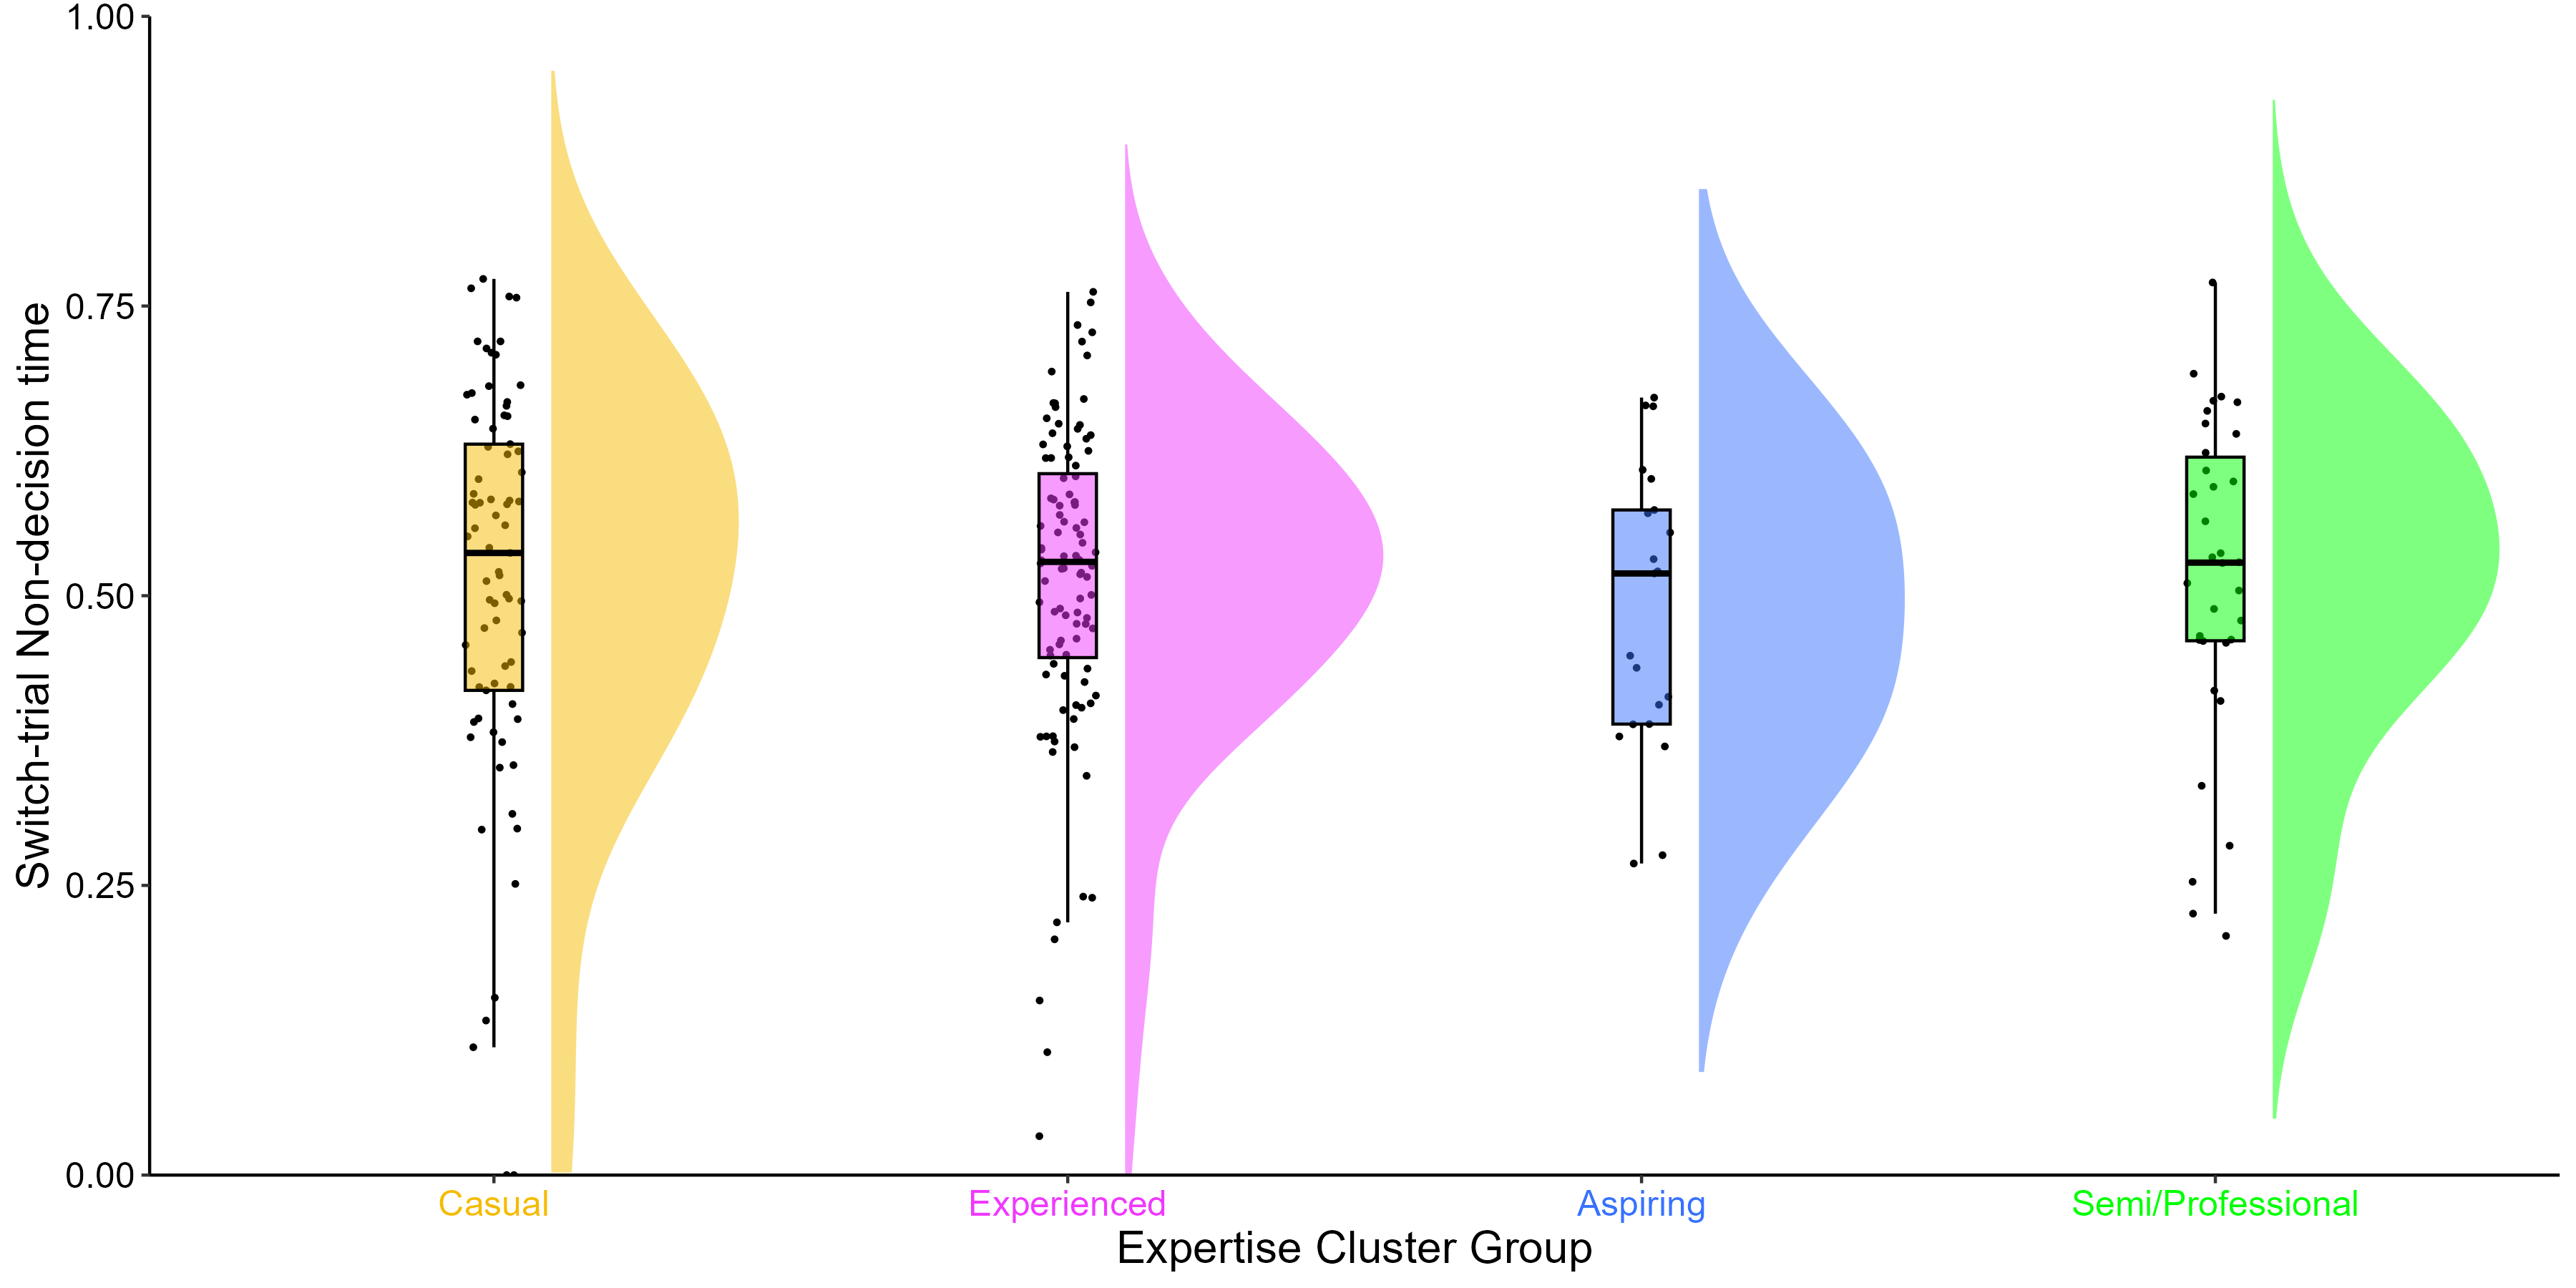 Switch-trial Non-decision time
1.00
0.75
0.50
0.25
0.00
Casual
Experienced
Aspiring
Semi/Professional
Expertise Cluster Group